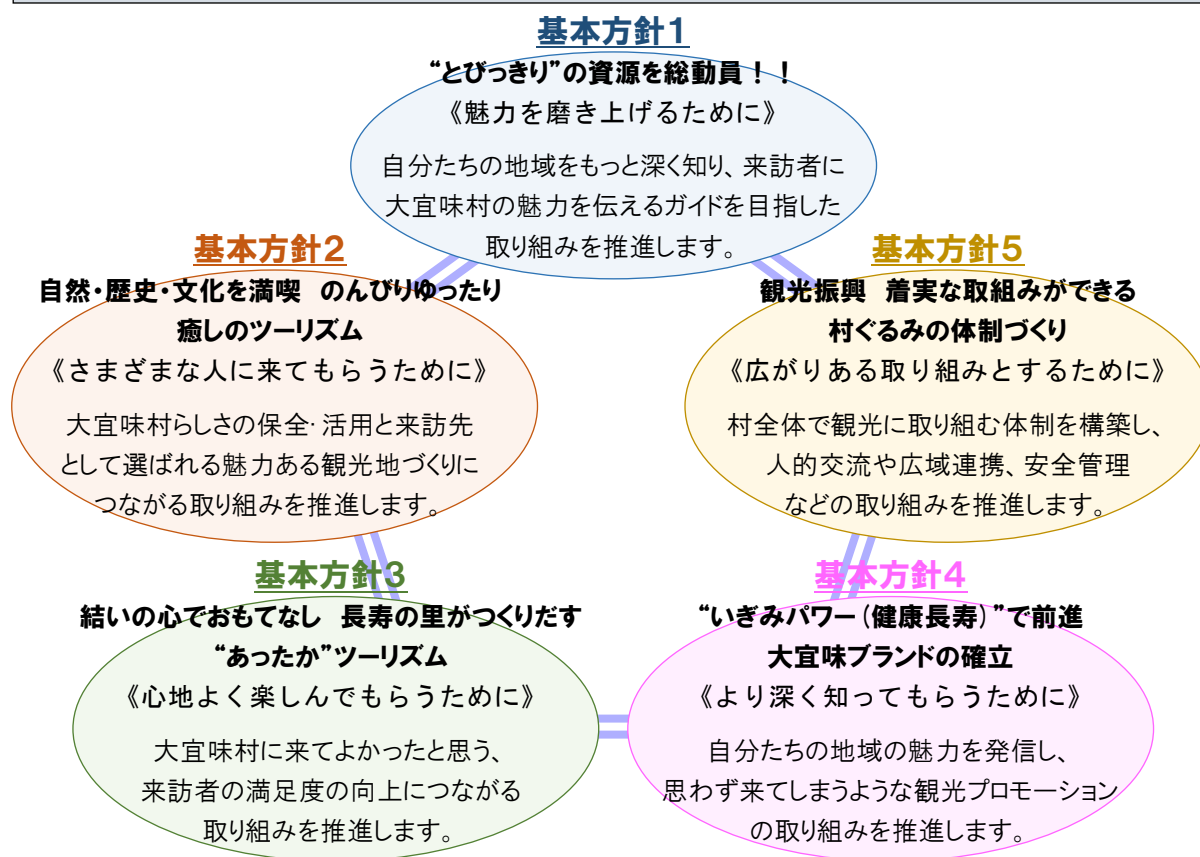 基本方針1
“とびっきり”の資源を総動員！！
《魅力を磨き上げるために》
自分たちの地域をもっと深く知り、来訪者に
大宜味村の魅力を伝えるガイドを目指した
取り組みを推進します。
基本方針2
自然・歴史・文化を満喫 のんびりゆったり
癒しのツーリズム
《さまざまな人に来てもらうために》
大宜味村らしさの保全・活用と来訪先
として選ばれる魅力ある観光地づくりに
つながる取り組みを推進します。
基本方針5
観光振興 着実な取組みができる
村ぐるみの体制づくり
《広がりある取り組みとするために》
村全体で観光に取り組む体制を構築し、
人的交流や広域連携、安全管理
などの取り組みを推進します。
基本方針3
結いの心でおもてなし 長寿の里がつくりだす
“あったか”ツーリズム
《心地よく楽しんでもらうために》
大宜味村に来てよかったと思う、
来訪者の満足度の向上につながる
取り組みを推進します。
基本方針4
“いぎみパワー（健康長寿）”で前進
大宜味ブランドの確立
《より深く知ってもらうために》
自分たちの地域の魅力を発信し、
思わず来てしまうような観光プロモーション
の取り組みを推進します。